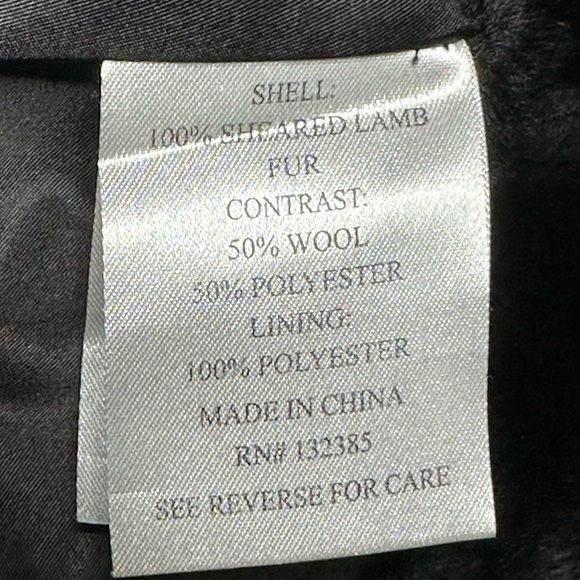 SHELL:
100% SHEARED LAMB
FUR
CONTRAST:
50% WOOL
50% POLYESTER
LINING:
100% POLYESTER
MADE IN CHINA
RN# 132385
SEE REVERSE FOR CARE